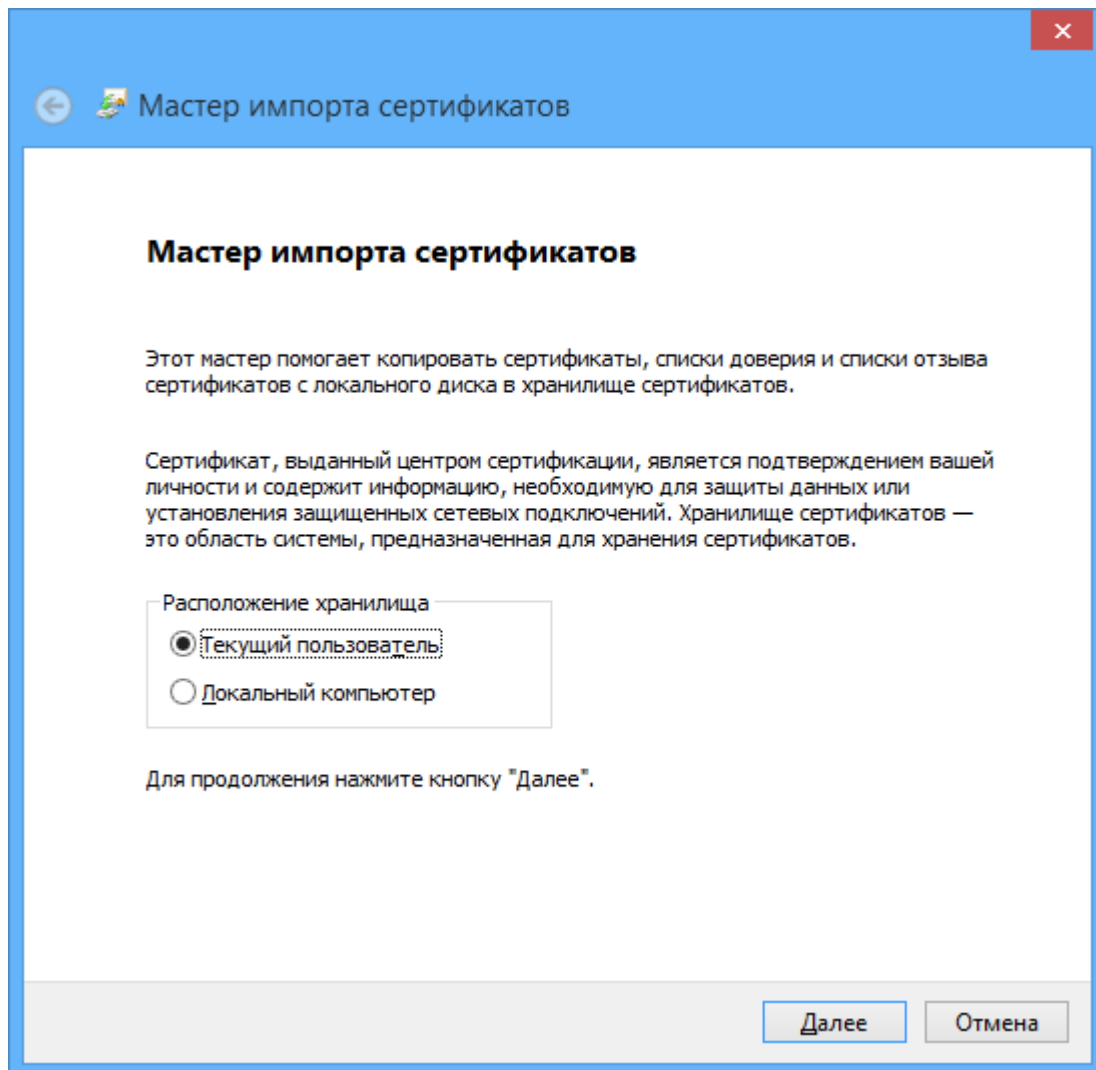 Мастер импорта сертификатов
Мастер импорта сертификатов
Этот мастер помогает копировать сертификаты, списки доверия и списки отзыва
сертификатов с локального диска в хранилище сертификатов.
Сертификат, выданный центром сертификации, является подтверждением вашей
личности и содержит информацию, необходимую для защиты данных или
установления защищенных сетевых подключений. Хранилище сертификатов —
это область системы, предназначенная для хранения сертификатов.
Расположение хранилища
Текущий пользователь
Локальный компьютер
Для продолжения нажмите кнопку "Далее".
Далее
Отмена